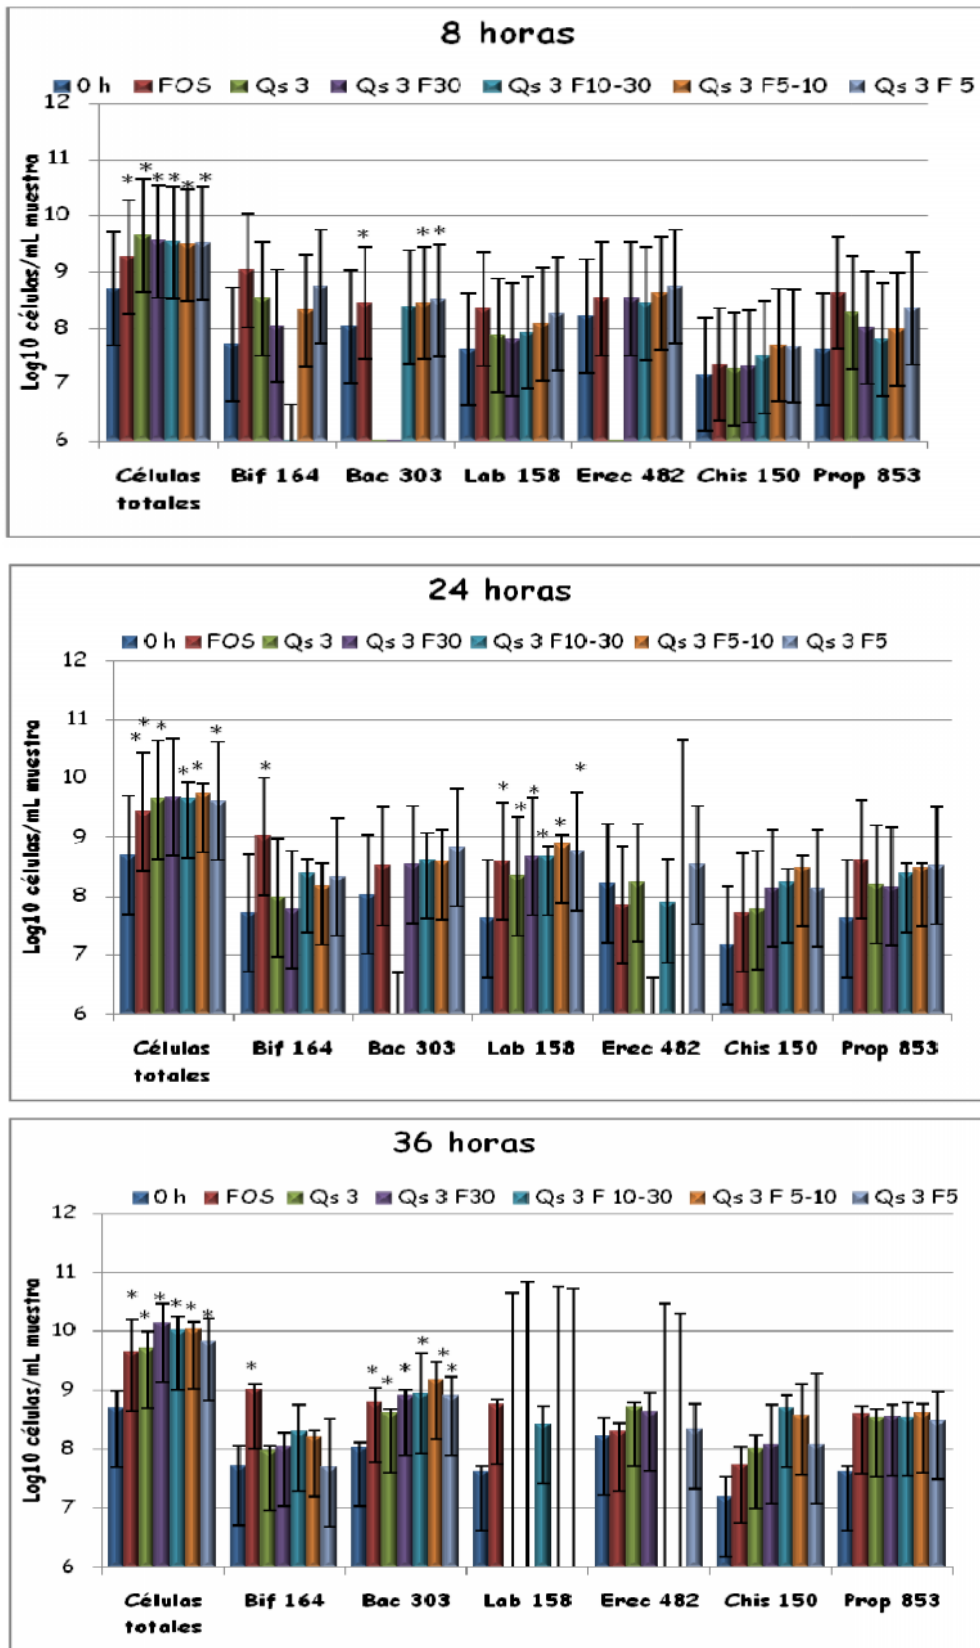 8 horas
0 h FOS Qs 3 Qs 3 F30 Qs 3 F10-30 Qs 3 F5-10 Qs 3 F 5
12
11
10
9
8
7
6
Log10 células/mL muestra
* * * * * * * * * *
Células totales Bif 164 Bac 303 Lab 158 Erec 482 Chis 150 Prop 853
24 horas
0 h FOS Qs 3 Qs 3 F30 Qs 3 F10-30 Qs 3 F5-10 Qs 3 F5
12
11
10
9
8
7
6
Log10 células/mL muestra
* * * * * * * * * * * * *
Células totales Bif 164 Bac 303 Lab 158 Erec 482 Chis 150 Prop 853
36 horas
0 h FOS Qs 3 Qs 3 F30 Qs 3 F 10-30 Qs 3 F 5-10 Qs 3 F5
12
11
10
9
8
7
6
Log10 células/mL muestra
* * * * * * * * * * * * *
Células totales Bif 164 Bac 303 Lab 158 Erec 482 Chis 150 Prop 853